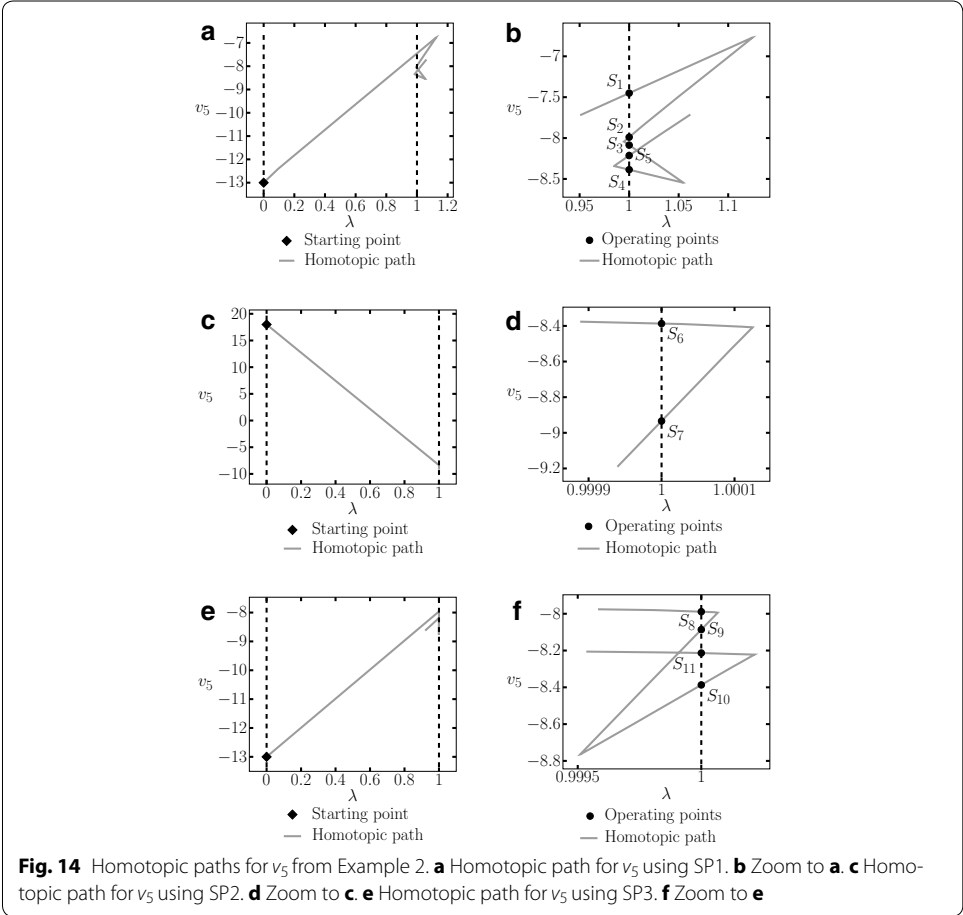 a
−7
−8
−9
v5
−10
−11
−12
−13
0 0.2 0.4 0.6 0.8 1 1.2
λ
◆ Starting point
— Homotopic path
b
−7
−7.5
v5
−8
−8.5
S1
S2
S3
S5
S4
0.95 1 1.05 1.1
λ
● Operating points
— Homotopic path
c
20
15
10
5
v5
0
−5
−10
0 0.2 0.4 0.6 0.8 1
λ
◆ Starting point
— Homotopic path
d
−8.4
−8.6
−8.8
v5
−9
−9.2
S6
S7
0.9999 1 1.0001
λ
● Operating points
— Homotopic path
e
−8
−9
−10
v5
−11
−12
−13
0 0.2 0.4 0.6 0.8 1
λ
◆ Starting point
— Homotopic path
f
−8
−8.2
v5
−8.4
−8.6
−8.8
S8
S9
S11
S10
0.9995 1
λ
● Operating points
— Homotopic path
Fig. 14 Homotopic paths for v5 from Example 2. a Homotopic path for v5 using SP1. b Zoom to a. c Homo-
topic path for v5 using SP2. d Zoom to c. e Homotopic path for v5 using SP3. f Zoom to e